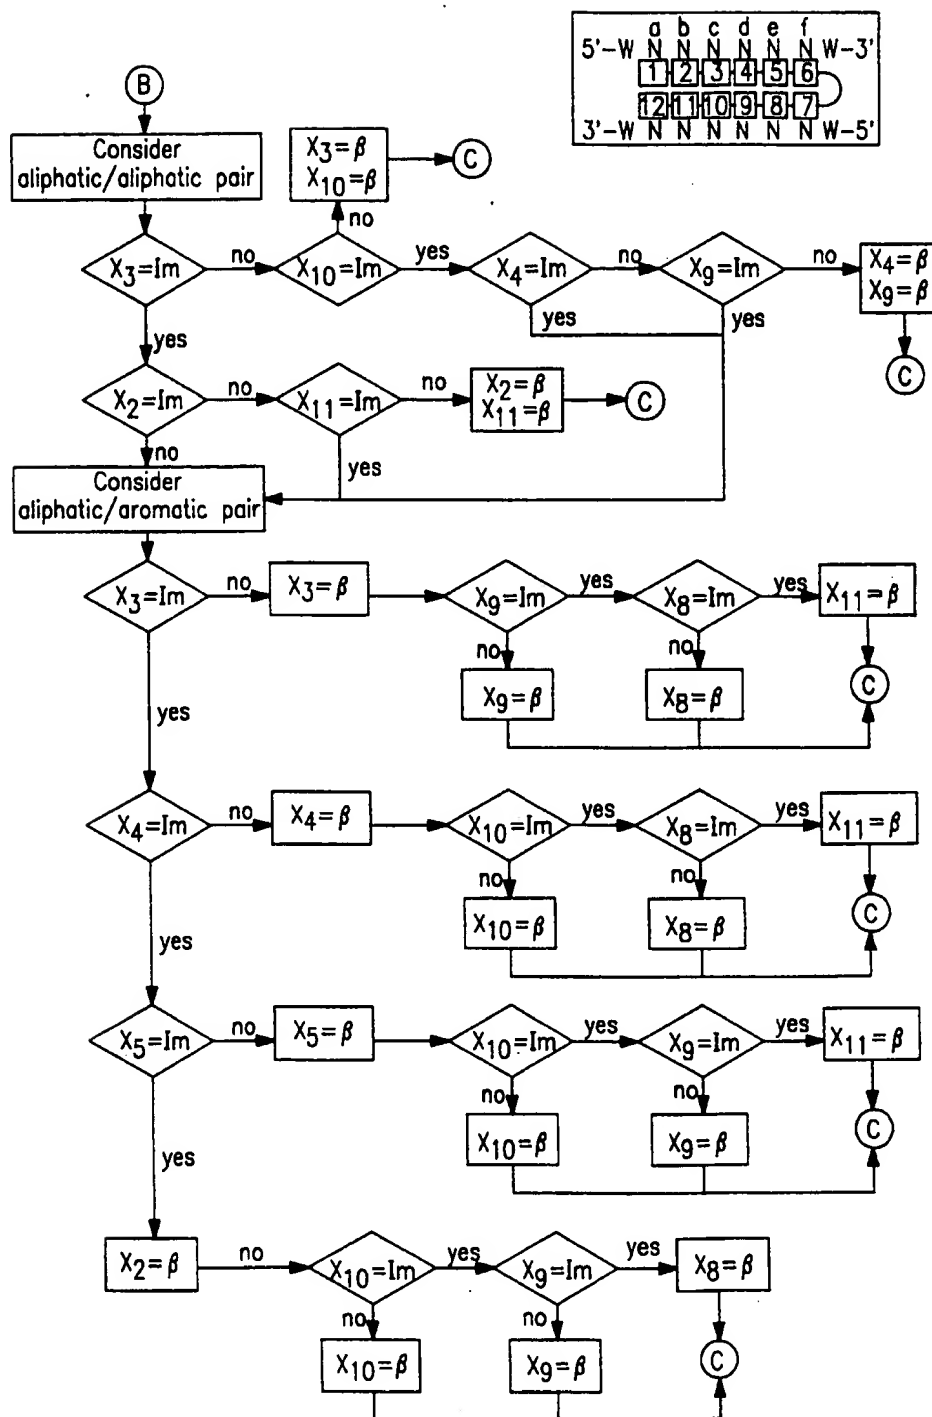 a b c d e f
5'-W N N N N N N W-3'
1 2 3 4 5 6
12 11 10 9 8 7
3'-W N N N N N N W-5'
B
Consider
aliphatic/aliphatic pair
X3=β
X10=β
C
no
X3=Im
no
X10=Im
yes
X4=Im
no
X9=Im
no
X4=β
X9=β
yes
yes
yes
C
X2=Im
no
X11=Im
no
X2=β
X11=β
C
no
yes
Consider
aliphatic/aromatic pair
X3=Im
no
X3=β
X9=Im
yes
X8=Im
yes
X11=β
no
no
X9=β
X8=β
C
yes
X4=Im
no
X4=β
X10=Im
yes
X8=Im
yes
X11=β
no
no
X10=β
X8=β
C
yes
X5=Im
no
X5=β
X10=Im
yes
X9=Im
yes
X11=β
no
no
X10=β
X9=β
C
yes
X2=β
no
X10=Im
yes
X9=Im
yes
X8=β
no
no
X10=β
X9=β
C